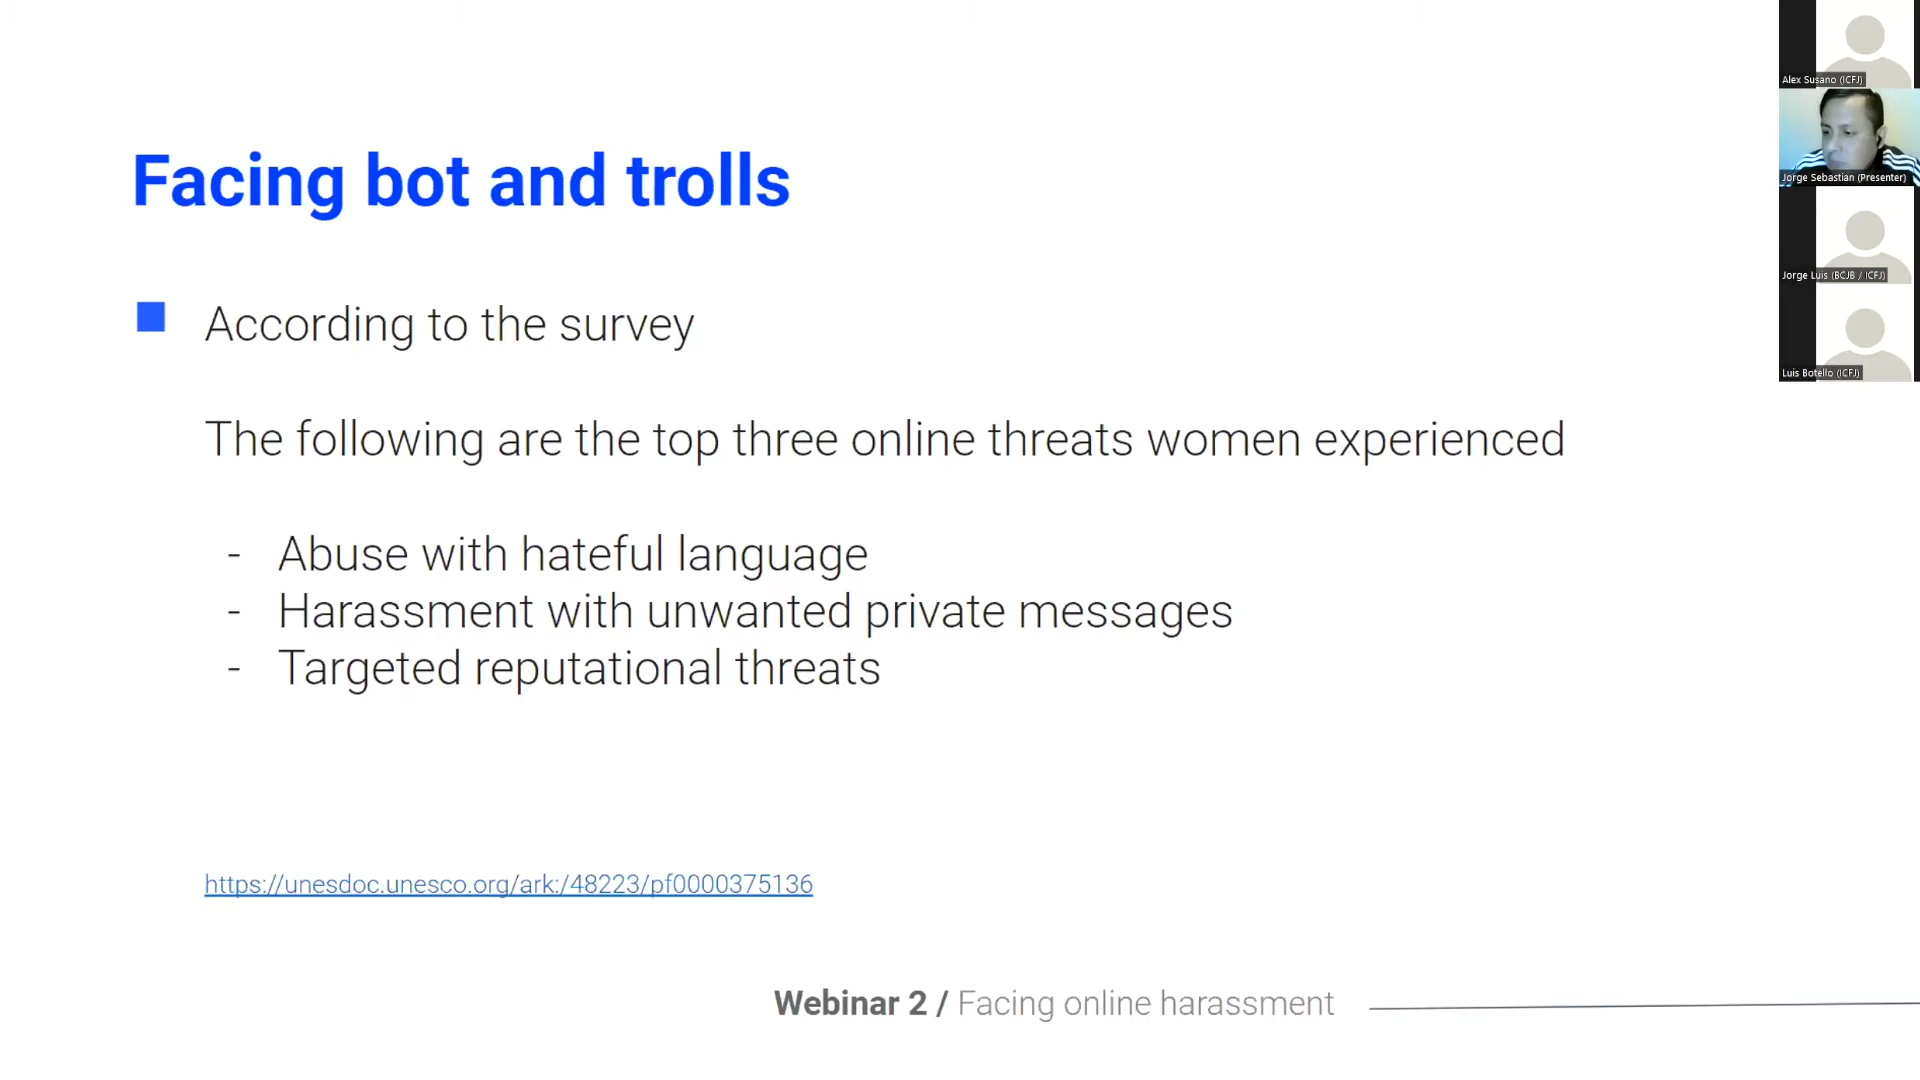 Facing bot and trolls
According to the survey
The following are the top three online threats women experienced
- Abuse with hateful language
- Harassment with unwanted private messages
- Targeted reputational threats
https://unesdoc.unesco.org/ark:/48223/pf0000375136
Webinar 2 / Facing online harassment
Alex Susano (ICFJ)
Jorge Sebastian (Presenter)
Jorge Luis (BCJB / ICFJ)
Luis Botello (ICFJ)